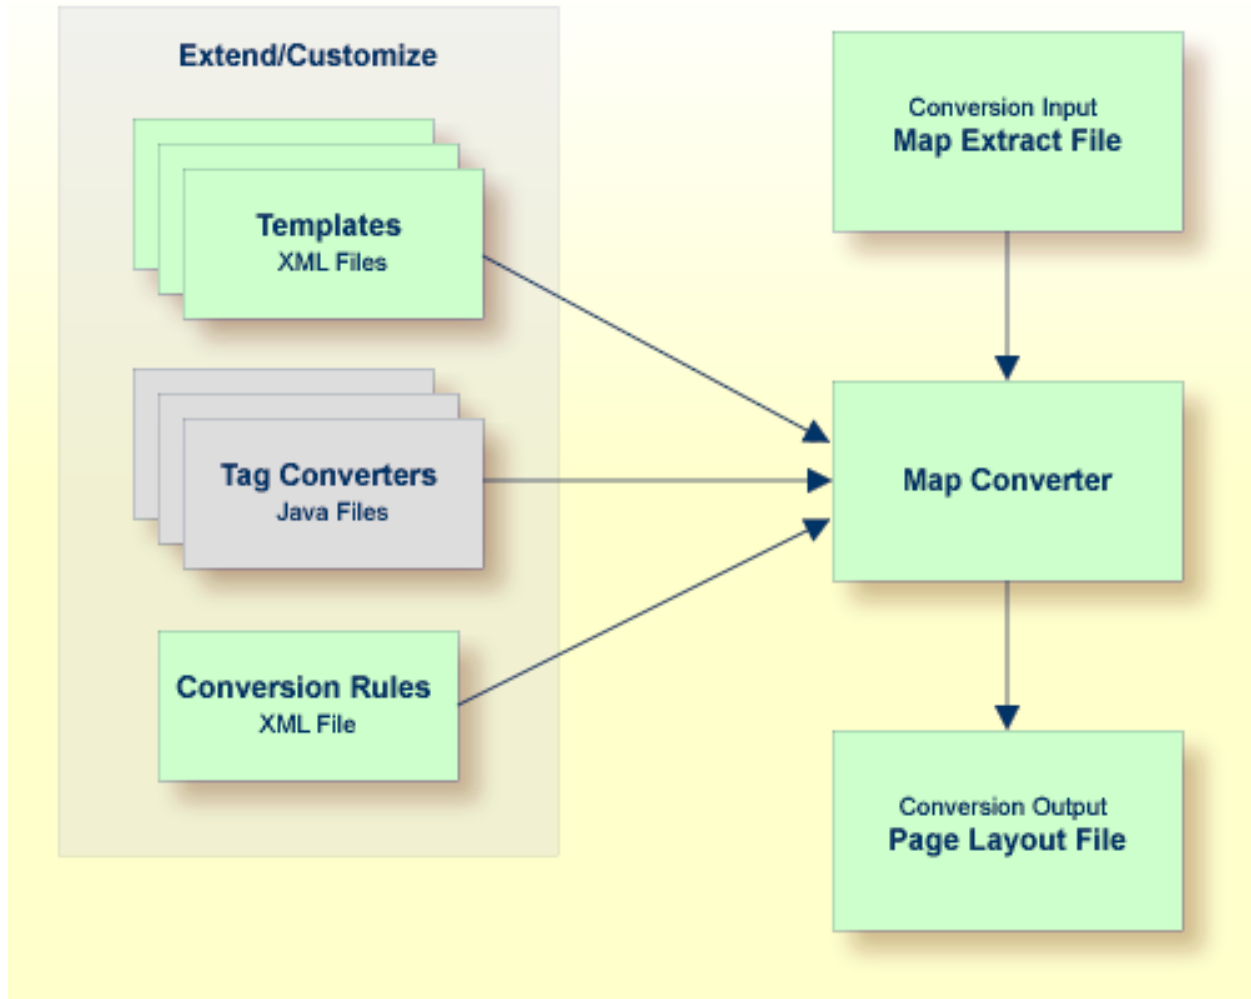 Extend/Customize
Templates
XML Files
Tag Converters
Java Files
Conversion Rules
XML File
Conversion Input
Map Extract File
Map Converter
Conversion Output
Page Layout File